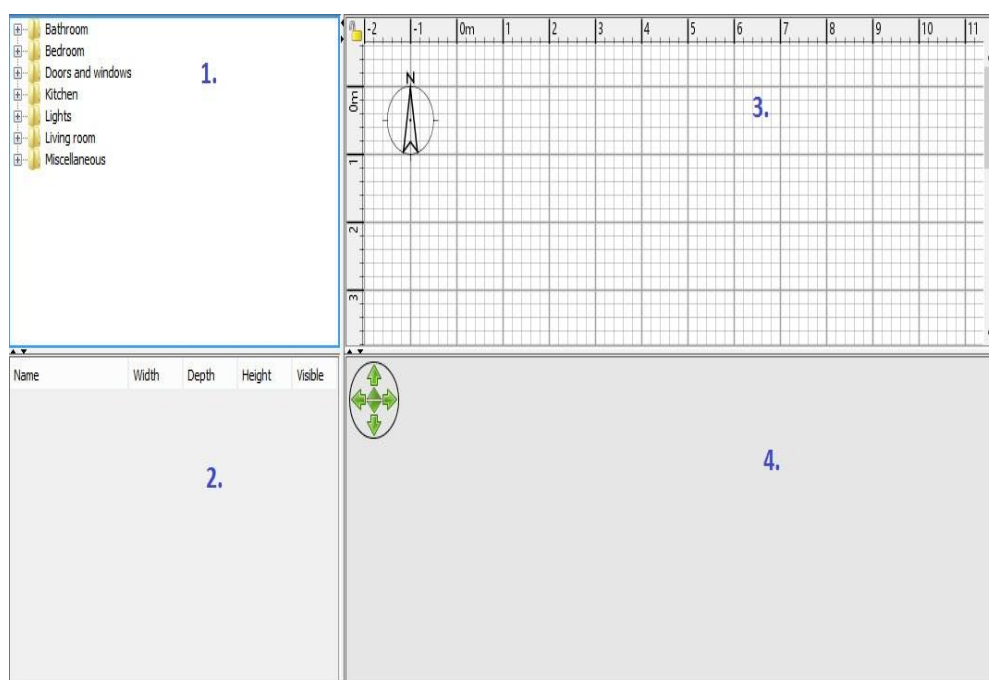 Bathroom
Bedroom
Doors and windows
Kitchen
Lights
Living room
Miscellaneous
1.
-2 -1 0m 1 2 3 4 5 6 7 8 9 10 11
0m
1
2
3
N
3.
Name Width Depth Height Visible
2.
4.